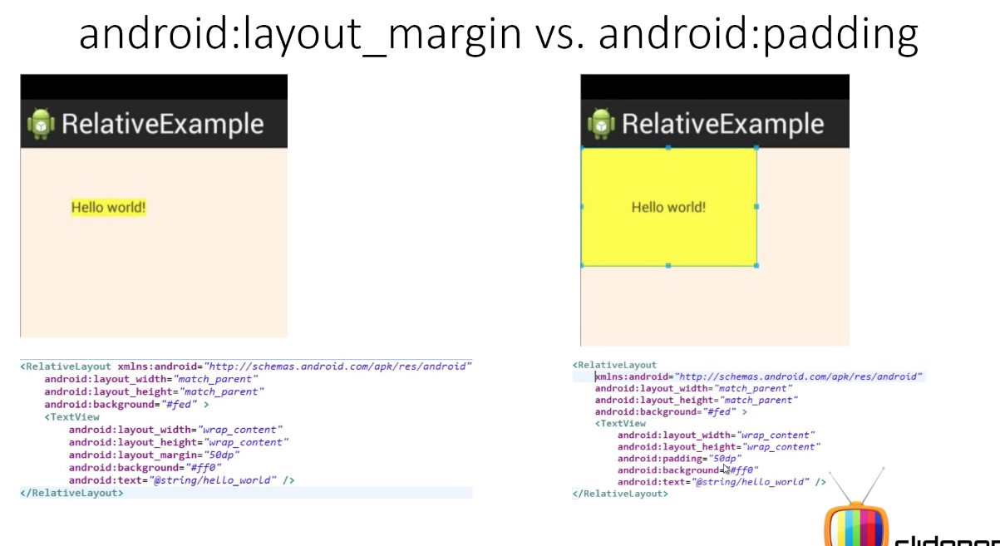 android:layout_margin vs. android:padding
RelativeExample
Hello world!
<RelativeLayout xmlns:android="http://schemas.android.com/apk/res/android"
android:layout_width="match_parent"
android:layout_height="match_parent"
android:background="#fed" >
<TextView
android:layout_width="wrap_content"
android:layout_height="wrap_content"
android:layout_margin="50dp"
android:background="#ff0"
android:text="@string/hello_world" />
</RelativeLayout>
RelativeExample
Hello world!
<RelativeLayout
xmlns:android="http://schemas.android.com/apk/res/android"
android:layout_width="match_parent"
android:layout_height="match_parent"
android:background="#fed" >
<TextView
android:layout_width="wrap_content"
android:layout_height="wrap_content"
android:padding="50dp"
android:background="#ff0"
android:text="@string/hello_world" />
</RelativeLayout>